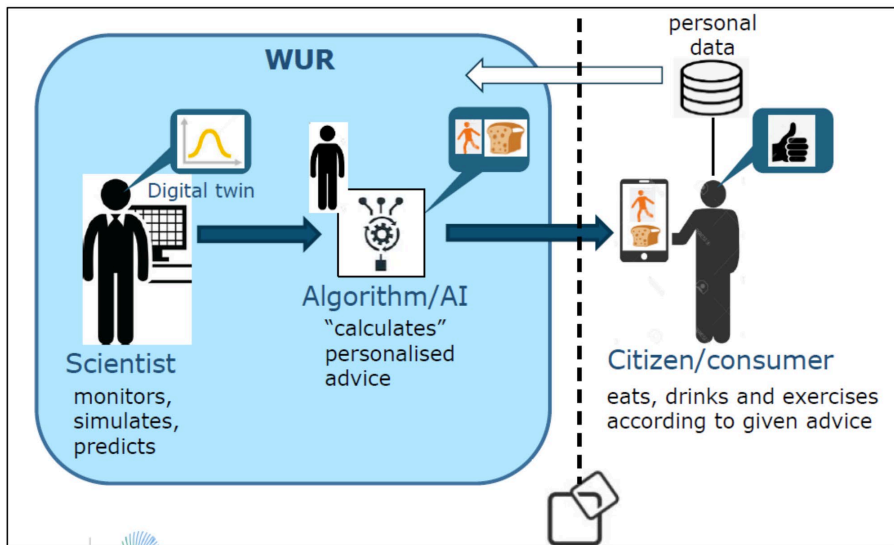 WUR
personal
data
Digital twin
Algorithm/AI
“calculates”
personalised
advice
Scientist
monitors,
simulates,
predicts
Citizen/consumer
eats, drinks and exercises
according to given advice